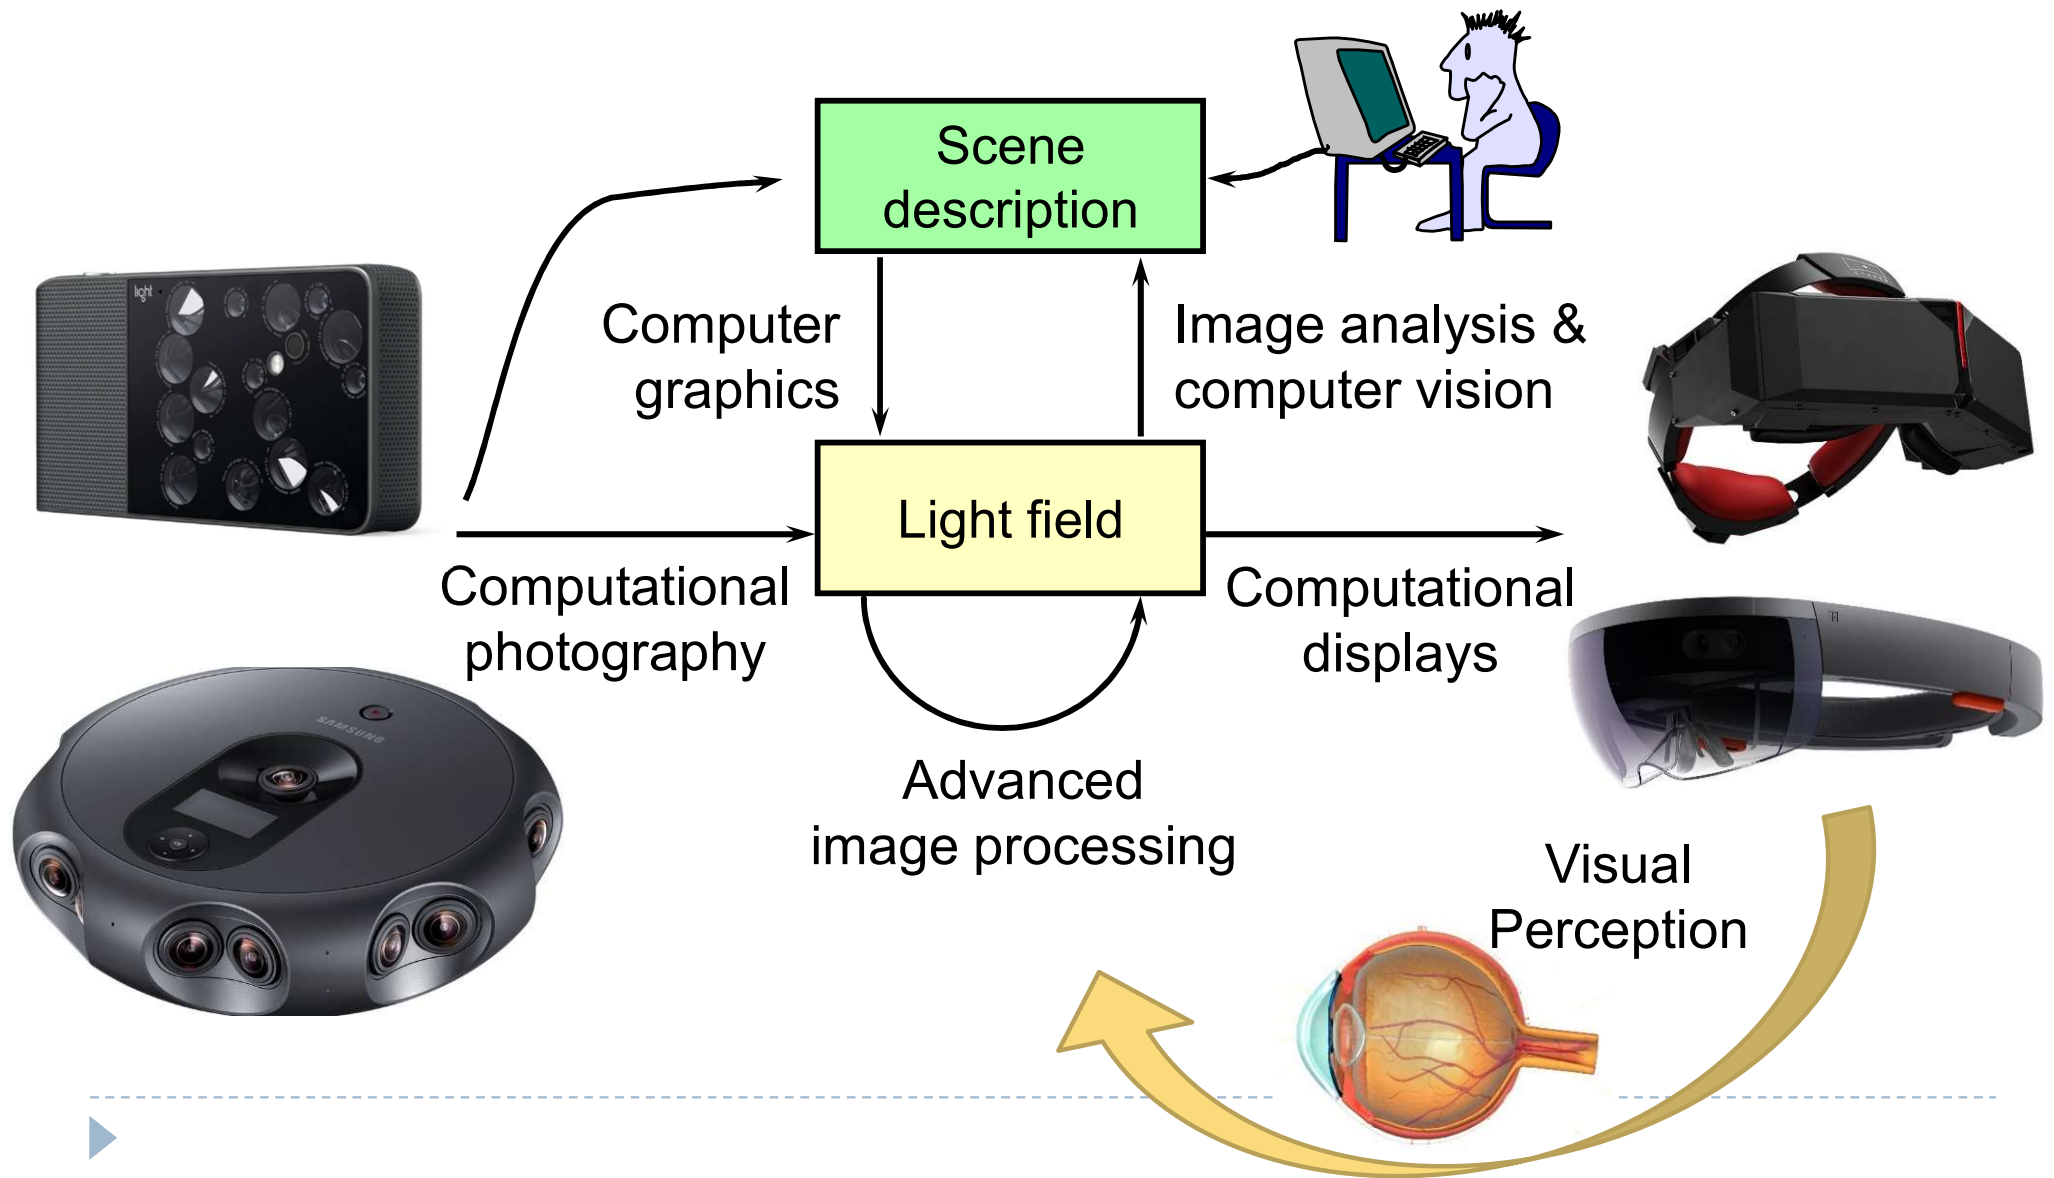 Scene
description
light
Computer
graphics
Image analysis &
computer vision
Light field
Computational
photography
Computational
displays
SAMSUNG
Advanced
image processing
Visual
Perception